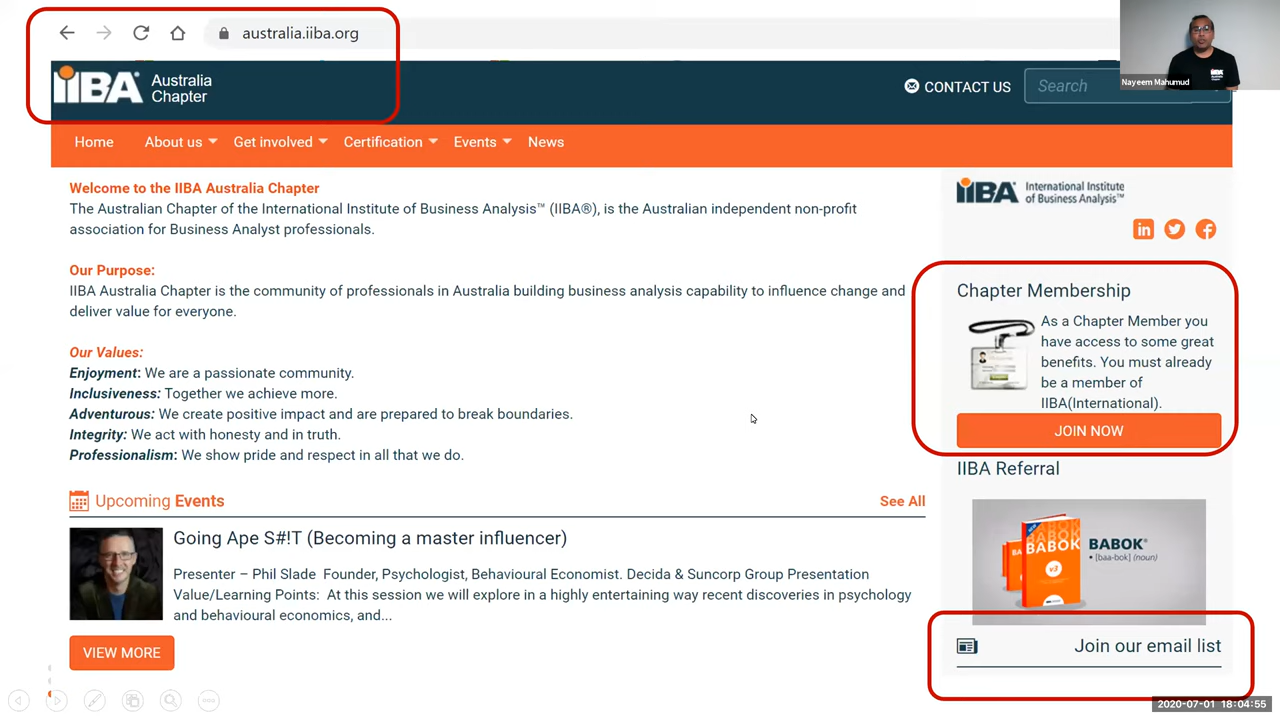 australia.iiba.org
Nayeem Mahumud
iiBA Australia
Chapter
CONTACT US
Search
Home About us Get involved Certification Events News
Welcome to the IIBA Australia Chapter
The Australian Chapter of the International Institute of Business Analysis™ (IIBA®), is the Australian independent non-profit
association for Business Analyst professionals.
Our Purpose:
IIBA Australia Chapter is the community of professionals in Australia building business analysis capability to influence change and
deliver value for everyone.
Our Values:
Enjoyment: We are a passionate community.
Inclusiveness: Together we achieve more.
Adventurous: We create positive impact and are prepared to break boundaries.
Integrity: We act with honesty and in truth.
Professionalism: We show pride and respect in all that we do.
Upcoming Events
See All
Going Ape S#!T (Becoming a master influencer)
Presenter – Phil Slade Founder, Psychologist, Behavioural Economist. Decida & Suncorp Group Presentation
Value/Learning Points: At this session we will explore in a highly entertaining way recent discoveries in psychology
and behavioural economics, and...
VIEW MORE
iiBA International Institute
of Business Analysis™
Chapter Membership
As a Chapter Member you
have access to some great
benefits. You must already
be a member of
IIBA(International).
JOIN NOW
IIBA Referral
BABOK
BABOK
v3
BABOK®
• [baa-bok] (noun)
Join our email list
2020-07-01 18:04:55